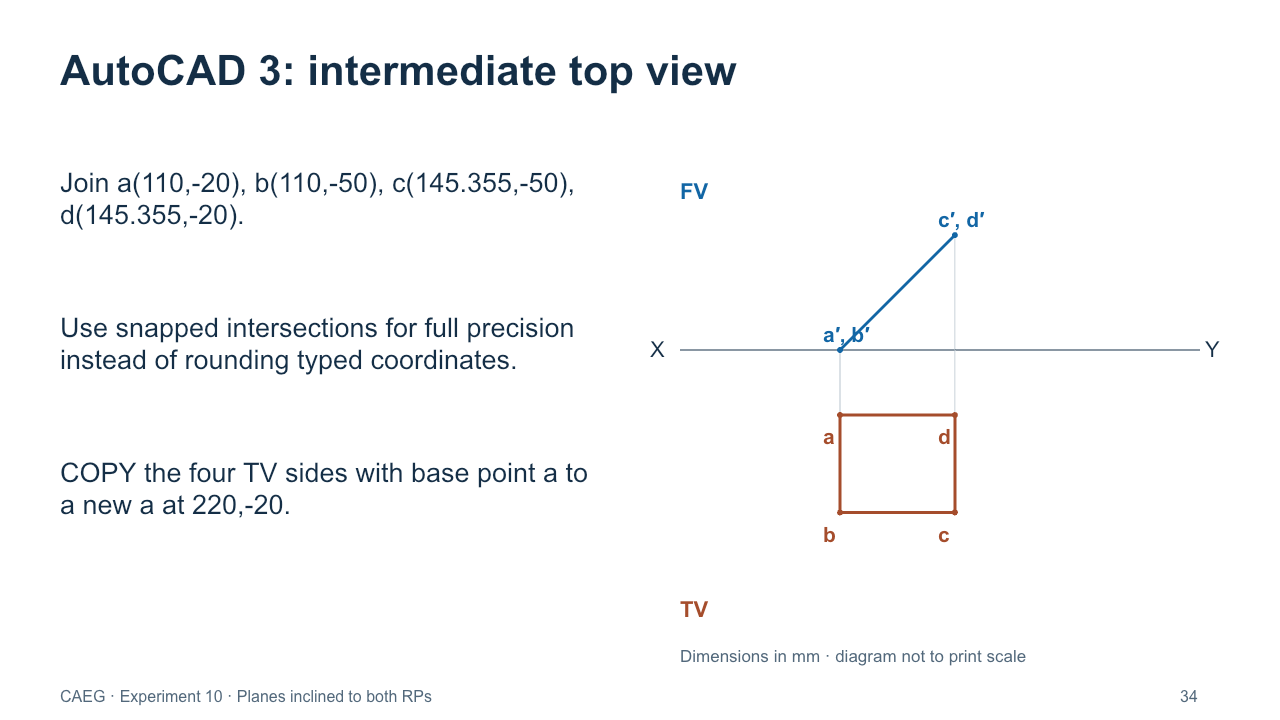 AutoCAD 3: intermediate top view
Join a(110,-20), b(110,-50), c(145.355,-50),
d(145.355,-20).
Use snapped intersections for full precision
instead of rounding typed coordinates.
COPY the four TV sides with base point a to
a new a at 220,-20.
FV
c′, d′
a′, b′
X
Y
a
d
b
c
TV
Dimensions in mm · diagram not to print scale
CAEG · Experiment 10 · Planes inclined to both RPs
34